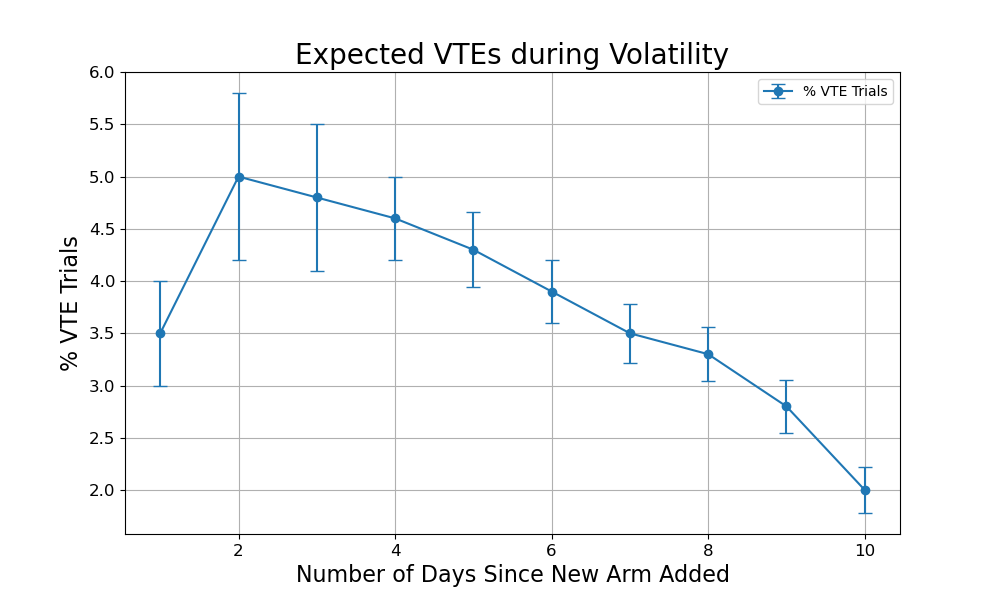 Expected VTEs during Volatility
% VTE Trials
6.0
5.5
5.0
4.5
4.0
3.5
3.0
2.5
2.0
% VTE Trials
2 4 6 8 10
Number of Days Since New Arm Added